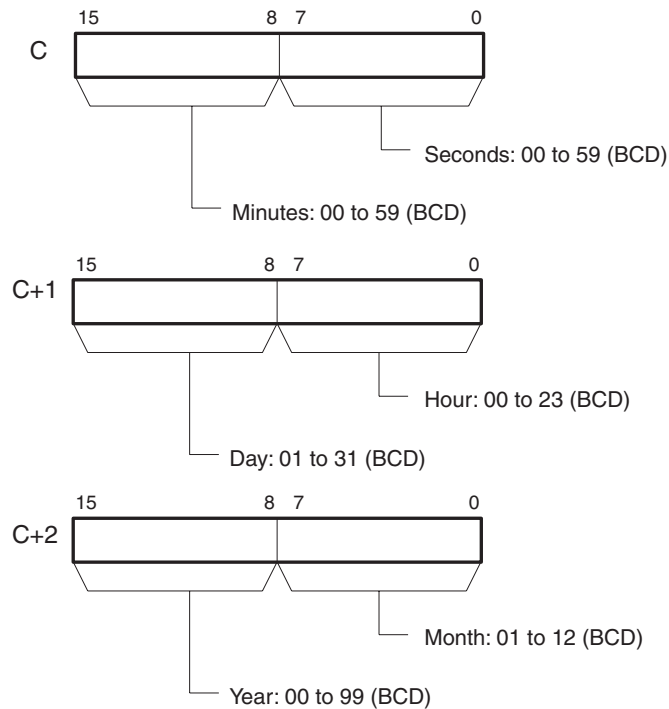 15 8 7 0
C
Seconds: 00 to 59 (BCD)
Minutes: 00 to 59 (BCD)
15 8 7 0
C+1
Hour: 00 to 23 (BCD)
Day: 01 to 31 (BCD)
15 8 7 0
C+2
Month: 01 to 12 (BCD)
Year: 00 to 99 (BCD)